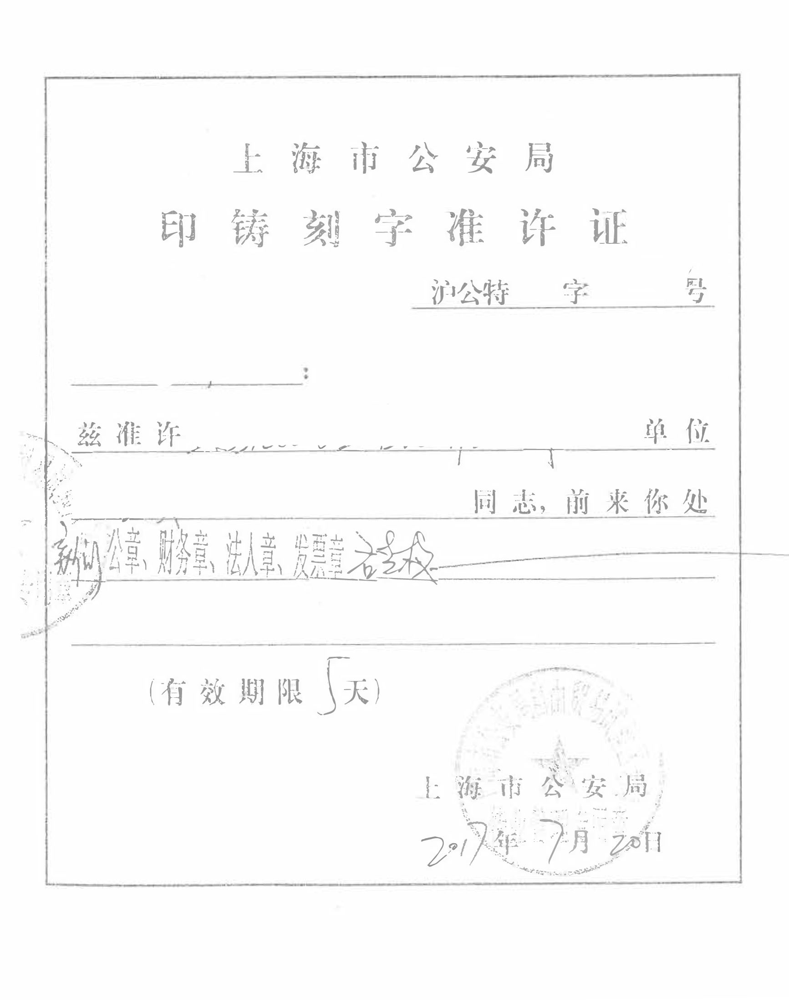 上海市公安局
印铸刻字准许证
沪公特 字 号
:
兹准许 单位
同志，前来你处
新刻 公章、财务章、法人章、发票章 各壹枚
(有效期限 5 天)
上海市公安局
2017年7月20日